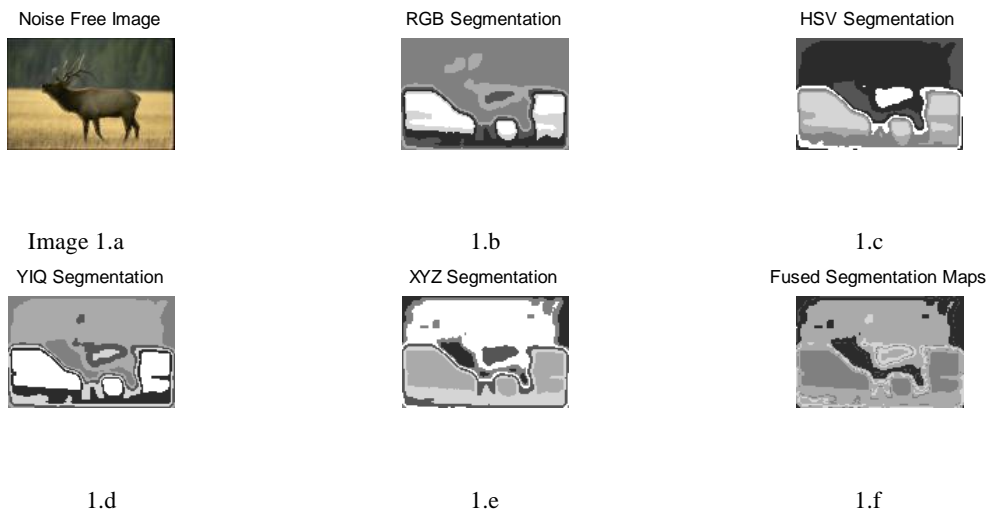 Noise Free Image
RGB Segmentation
HSV Segmentation
Image 1.a
1.b
1.c
YIQ Segmentation
XYZ Segmentation
Fused Segmentation Maps
1.d
1.e
1.f